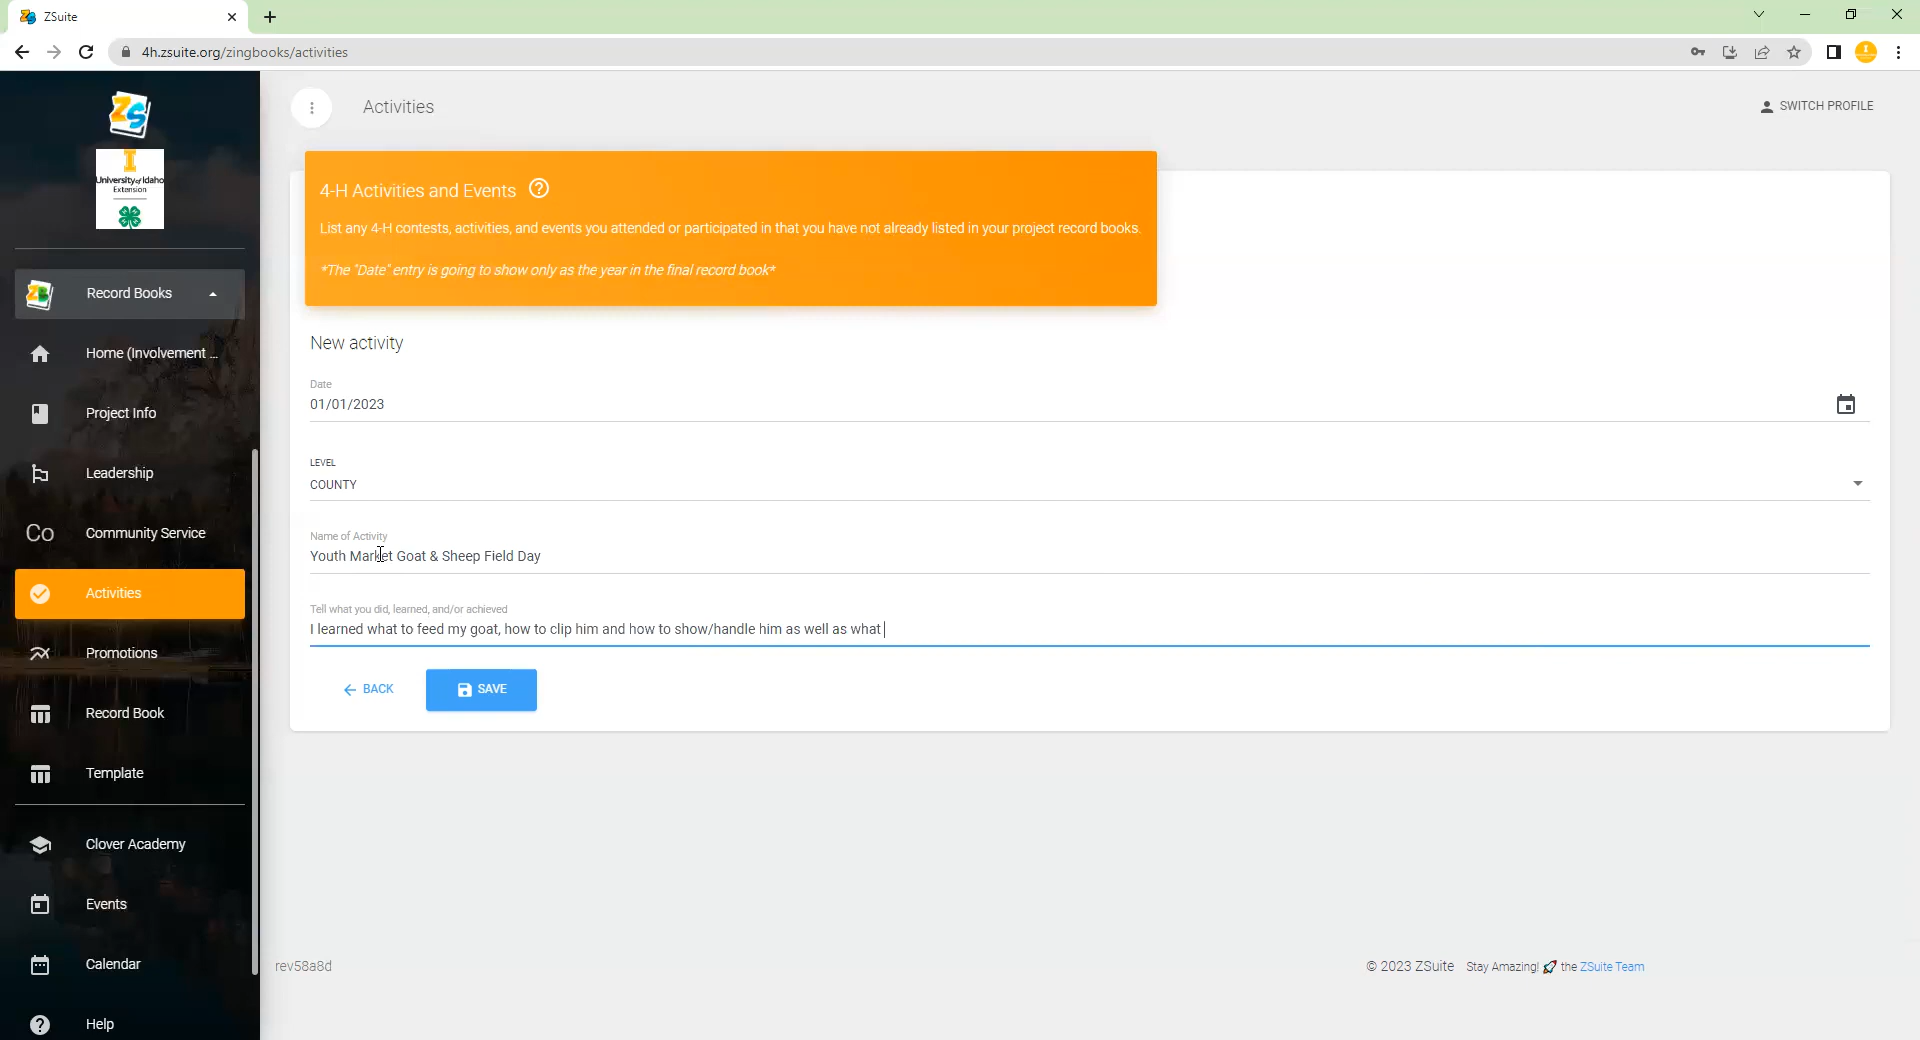 ZSuite
4h.zsuite.org/zingbooks/activities
Activities
SWITCH PROFILE
ZS
I
University of Idaho
Extension
4-H Activities and Events
List any 4-H contests, activities, and events you attended or participated in that you have not already listed in your project record books.
*The "Date" entry is going to show only as the year in the final record book*
Record Books
Home (Involvement ...
Project Info
Leadership
Co Community Service
Activities
Promotions
Record Book
Template
Clover Academy
Events
Calendar
Help
New activity
Date
01/01/2023
LEVEL
COUNTY
Name of Activity
Youth Market Goat & Sheep Field Day
Tell what you did, learned, and/or achieved
I learned what to feed my goat, how to clip him and how to show/handle him as well as what
BACK
SAVE
rev58a8d
© 2023 ZSuite Stay Amazing! 🚀 the ZSuite Team